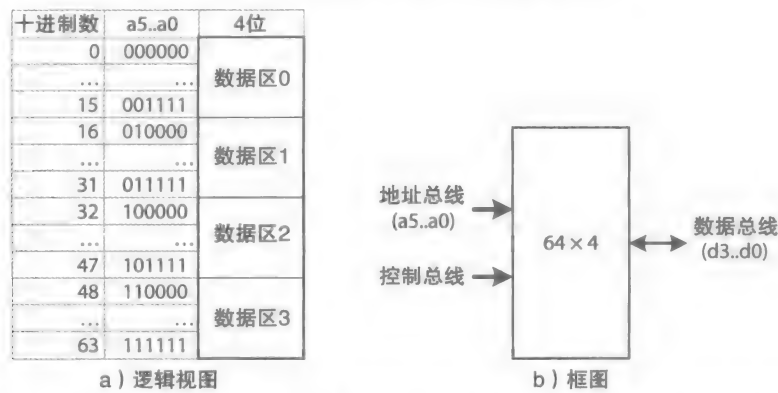 十进制数 a5..a0 4位
0 000000
... ... 数据区0
15 001111
16 010000
... ... 数据区1
31 011111
32 100000
... ... 数据区2
47 101111
48 110000
... ... 数据区3
63 111111
a）逻辑视图
地址总线
(a5..a0)
控制总线
64×4
数据总线
(d3..d0)
b）框图